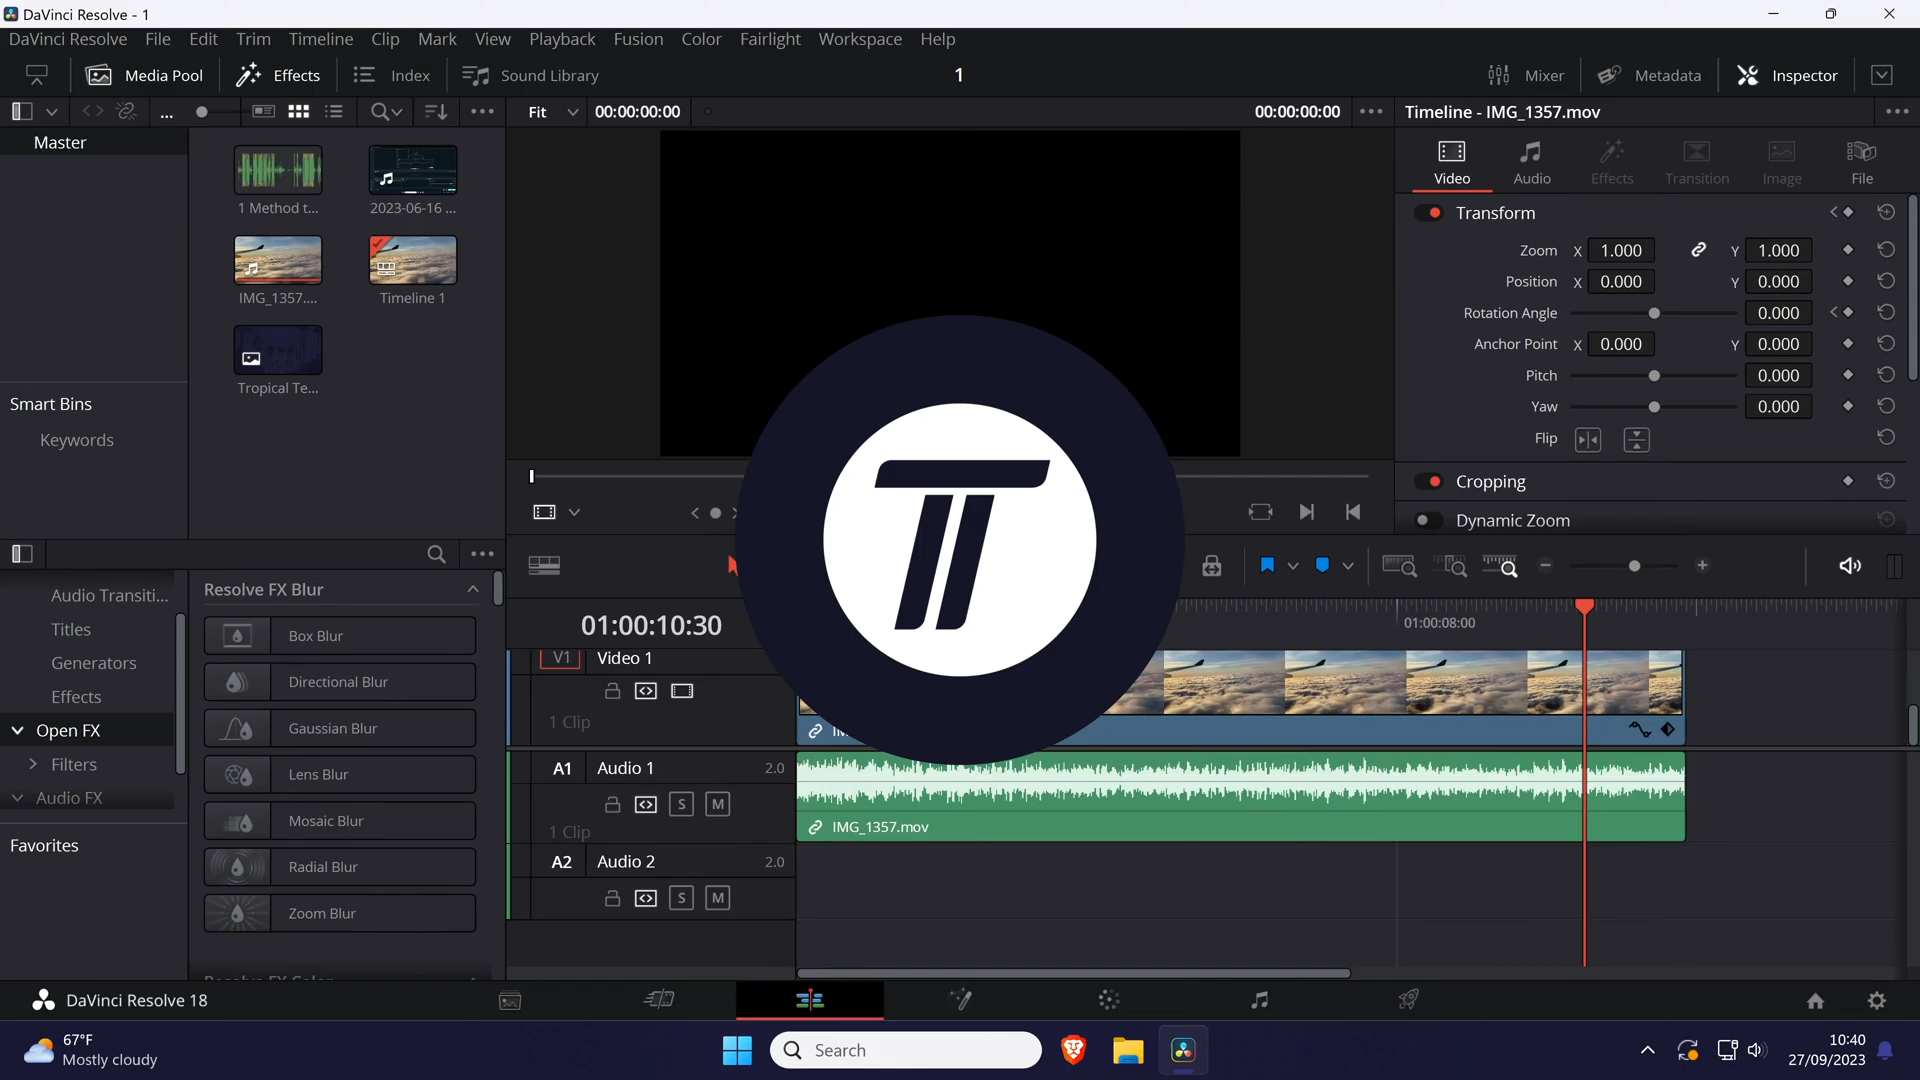 DaVinci Resolve - 1
DaVinci Resolve File Edit Trim Timeline Clip Mark View Playback Fusion Color Fairlight Workspace Help
Media Pool Effects Index Sound Library 1 Mixer Metadata Inspector
... Fit 00:00:00:00 00:00:00:00 Timeline - IMG_1357.mov
Master
Video Audio Effects Transition Image File
1 Method t... 2023-06-16 ...
Transform
Zoom X 1.000 Y 1.000
Position X 0.000 Y 0.000
IMG_1357.... Timeline 1
Rotation Angle 0.000
Anchor Point X 0.000 Y 0.000
Pitch 0.000
Tropical Te...
Yaw 0.000
Smart Bins
Flip
Keywords
Cropping
Dynamic Zoom
Audio Transiti...
Titles
Generators
Effects
Open FX
Filters
Audio FX
Favorites
Resolve FX Blur
Box Blur
Directional Blur
Gaussian Blur
Lens Blur
Mosaic Blur
Radial Blur
Zoom Blur
Resolve FX Color
01:00:10:30
01:00:08:00
V1 Video 1
1 Clip
A1 Audio 1 2.0
S M
1 Clip
IMG_1357.mov
A2 Audio 2 2.0
S M
T
DaVinci Resolve 18
67°F
Mostly cloudy
Search
10:40
27/09/2023